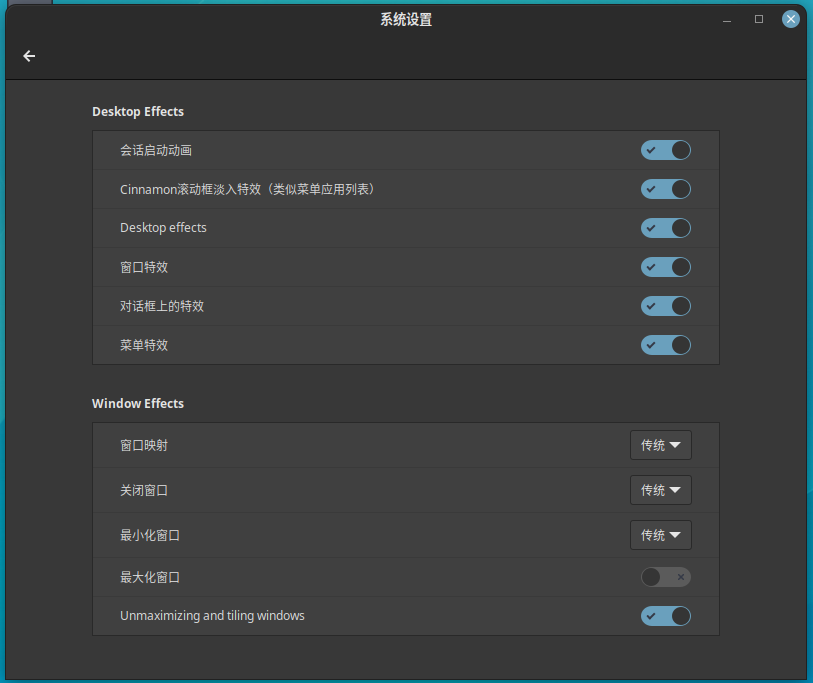 系统设置
Desktop Effects
会话启动动画
Cinnamon滚动框淡入特效（类似菜单应用列表）
Desktop effects
窗口特效
对话框上的特效
菜单特效
Window Effects
窗口映射 传统
关闭窗口 传统
最小化窗口 传统
最大化窗口
Unmaximizing and tiling windows